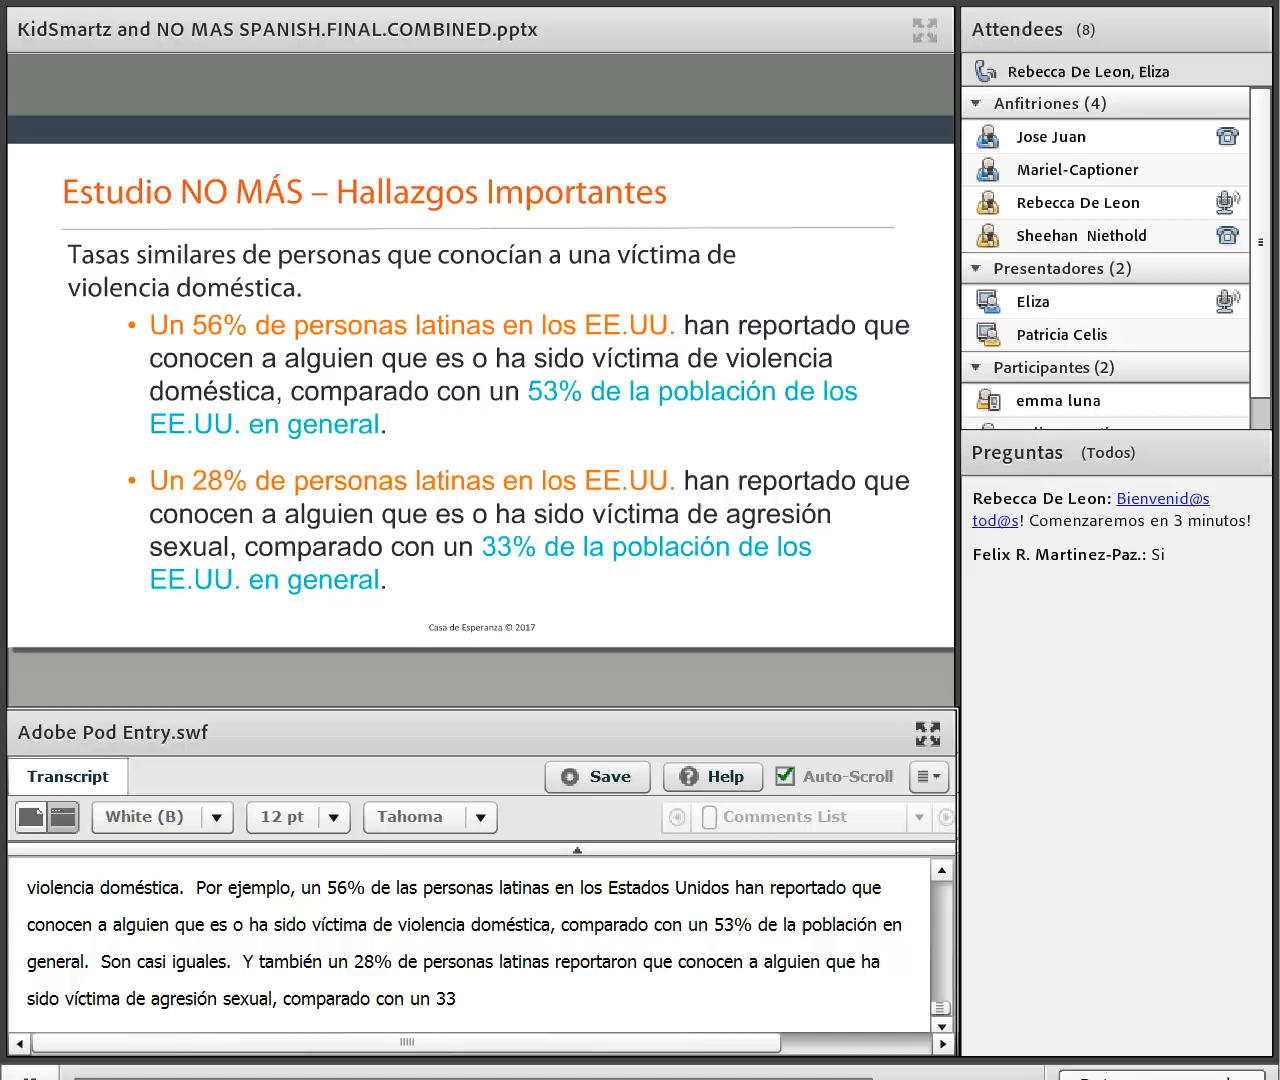 KidSmartz and NO MAS SPANISH.FINAL.COMBINED.pptx
Estudio NO MÁS – Hallazgos Importantes
Tasas similares de personas que conocían a una víctima de
violencia doméstica.
• Un 56% de personas latinas en los EE.UU. han reportado que
conocen a alguien que es o ha sido víctima de violencia
doméstica, comparado con un 53% de la población de los
EE.UU. en general.
• Un 28% de personas latinas en los EE.UU. han reportado que
conocen a alguien que es o ha sido víctima de agresión
sexual, comparado con un 33% de la población de los
EE.UU. en general.
Casa de Esperanza © 2017
Adobe Pod Entry.swf
Transcript
Save
Help
Auto-Scroll
White (B)
12 pt
Tahoma
Comments List
violencia doméstica.  Por ejemplo, un 56% de las personas latinas en los Estados Unidos han reportado que
conocen a alguien que es o ha sido víctima de violencia doméstica, comparado con un 53% de la población en
general.  Son casi iguales.  Y también un 28% de personas latinas reportaron que conocen a alguien que ha
sido víctima de agresión sexual, comparado con un 33
Attendees (8)
Rebecca De Leon, Eliza
Anfitriones (4)
Jose Juan
Mariel-Captioner
Rebecca De Leon
Sheehan Niethold
Presentadores (2)
Eliza
Patricia Celis
Participantes (2)
emma luna
Preguntas (Todos)
Rebecca De Leon: Bienvenid@s
tod@s! Comenzaremos en 3 minutos!
Felix R. Martinez-Paz.: Si